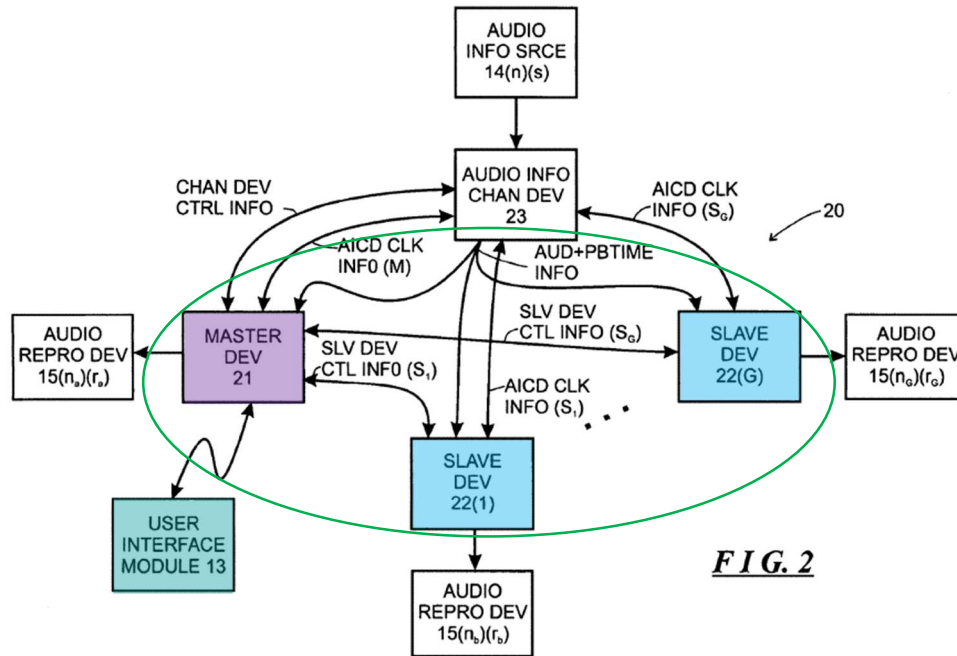 AUDIO
INFO SRCE
14(n)(s)
CHAN DEV
CTRL INFO
AUDIO INFO
CHAN DEV
23
AICD CLK
INFO (S_G)
20
AICD CLK
INF0 (M)
AUD+PBTIME
INFO
AUDIO
REPRO DEV
15(n_a)(r_a)
MASTER
DEV
21
SLV DEV
CTL INFO (S_G)
SLV DEV
CTL INF0 (S_1)
SLAVE
DEV
22(G)
AUDIO
REPRO DEV
15(n_G)(r_G)
AICD CLK
INFO (S_1)
SLAVE
DEV
22(1)
USER
INTERFACE
MODULE 13
AUDIO
REPRO DEV
15(n_b)(r_b)
F I G. 2